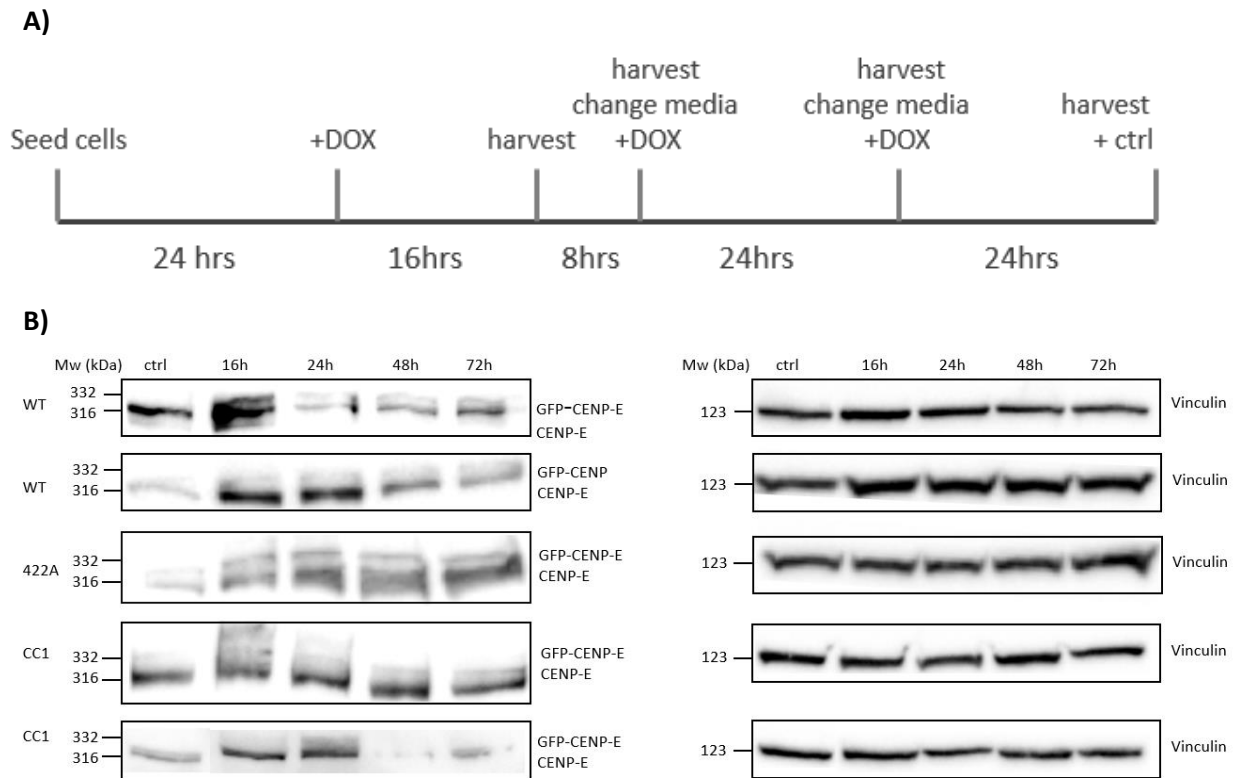 A)
harvest harvest
change media change media harvest
Seed cells +DOX harvest +DOX +DOX + ctrl
24 hrs 16hrs 8hrs 24hrs 24hrs
B)
Mw (kDa) ctrl 16h 24h 48h 72h
WT
332
316
GFP-CENP-E
CENP-E
WT
332
316
GFP-CENP
CENP-E
422A
332
316
GFP-CENP-E
CENP-E
CC1
332
316
GFP-CENP-E
CENP-E
CC1
332
316
GFP-CENP-E
CENP-E
Mw (kDa) ctrl 16h 24h 48h 72h
123 Vinculin
123 Vinculin
123 Vinculin
123 Vinculin
123 Vinculin